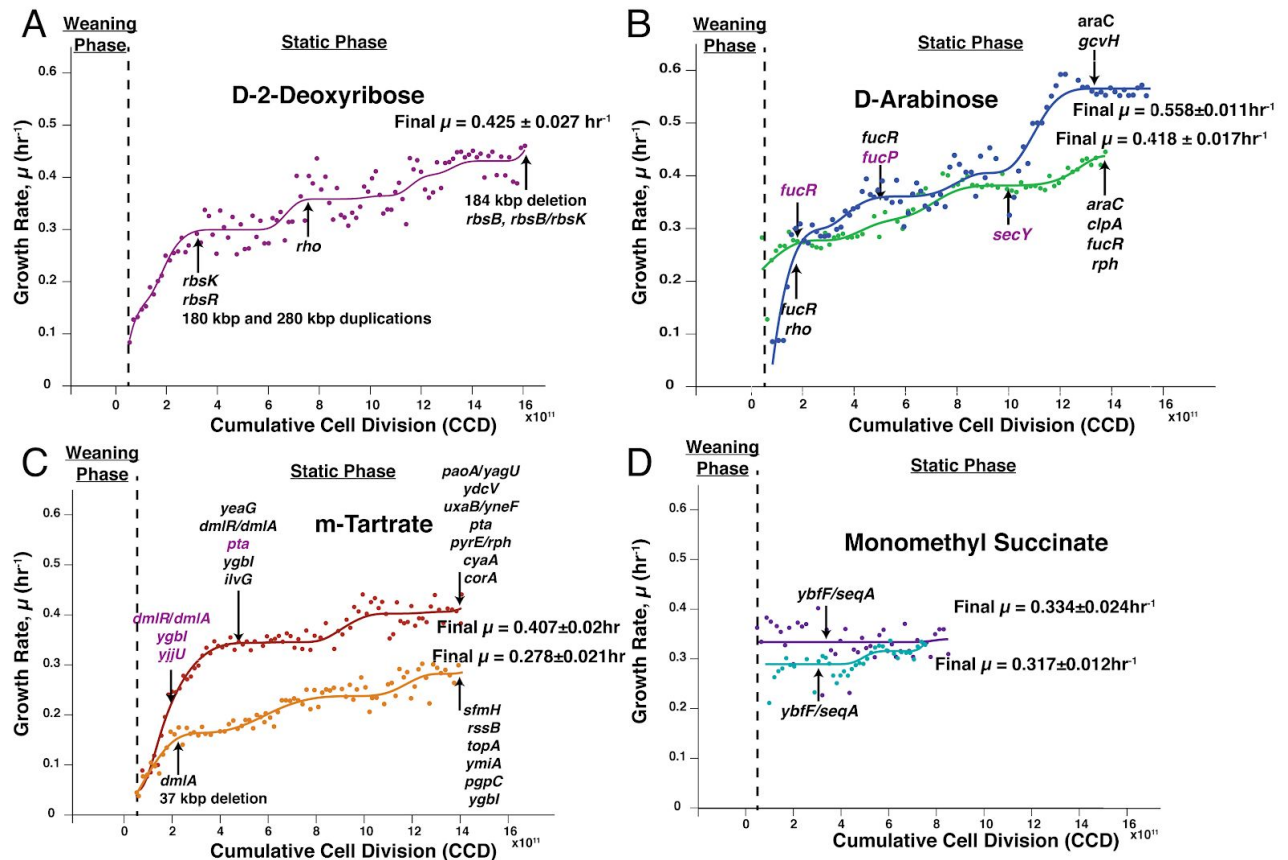 A
Weaning
Phase
Static Phase
D-2-Deoxyribose
Final μ = 0.425 ± 0.027 hr-1
Growth Rate, μ (hr-1)
0.6
0.5
0.4
0.3
0.2
0.1
0
rbsK
rbsR
180 kbp and 280 kbp duplications
rho
184 kbp deletion
rbsB, rbsB/rbsK
0 2 4 6 8 10 12 14 16
x10¹¹
Cumulative Cell Division (CCD)
B
Weaning
Phase
Static Phase
D-Arabinose
araC
gcvH
Final μ = 0.558±0.011hr-1
Final μ = 0.418 ± 0.017hr-1
Growth Rate, μ (hr-1)
0.6
0.5
0.4
0.3
0.2
0.1
0
fucR
fucR
fucP
fucR
rho
secY
araC
clpA
fucR
rph
0 2 4 6 8 10 12 14 16
x10¹¹
Cumulative Cell Division (CCD)
C
Weaning
Phase
Static Phase
m-Tartrate
Growth Rate, μ (hr-1)
0.6
0.5
0.4
0.3
0.2
0.1
0
dmlR/dmlA
ygbI
yjjU
yeaG
dmlR/dmlA
pta
ygbI
ilvG
paoA/yagU
ydcV
uxaB/yneF
pta
pyrE/rph
cyaA
corA
Final μ = 0.407±0.02hr
Final μ = 0.278±0.021hr
dmlA
37 kbp deletion
sfmH
rssB
topA
ymiA
pgpC
ygbI
0 2 4 6 8 10 12 14 16
x10¹¹
Cumulative Cell Division (CCD)
D
Weaning
Phase
Static Phase
Monomethyl Succinate
Growth Rate, μ (hr-1)
0.6
0.5
0.4
0.3
0.2
0.1
0
ybfF/seqA
Final μ = 0.334±0.024hr-1
Final μ = 0.317±0.012hr-1
ybfF/seqA
0 2 4 6 8 10 12 14 16
x10¹¹
Cumulative Cell Division (CCD)